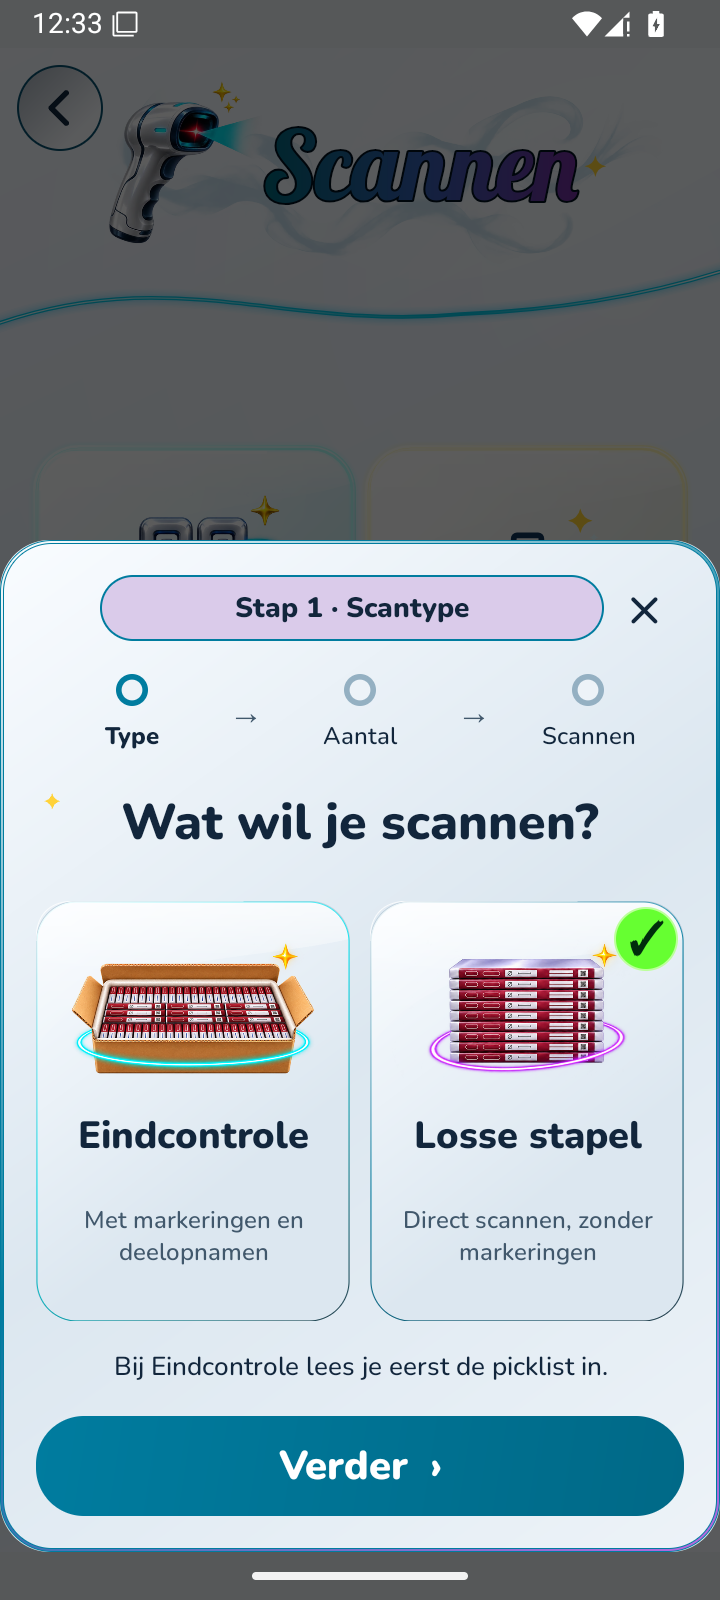 12:33
Scannen
Stap 1 · Scantype
Type
→
Aantal
→
Scannen
Wat wil je scannen?
Eindcontrole
Losse stapel
Met markeringen en
deelopnamen
Direct scannen, zonder
markeringen
Bij Eindcontrole lees je eerst de picklist in.
Verder ›